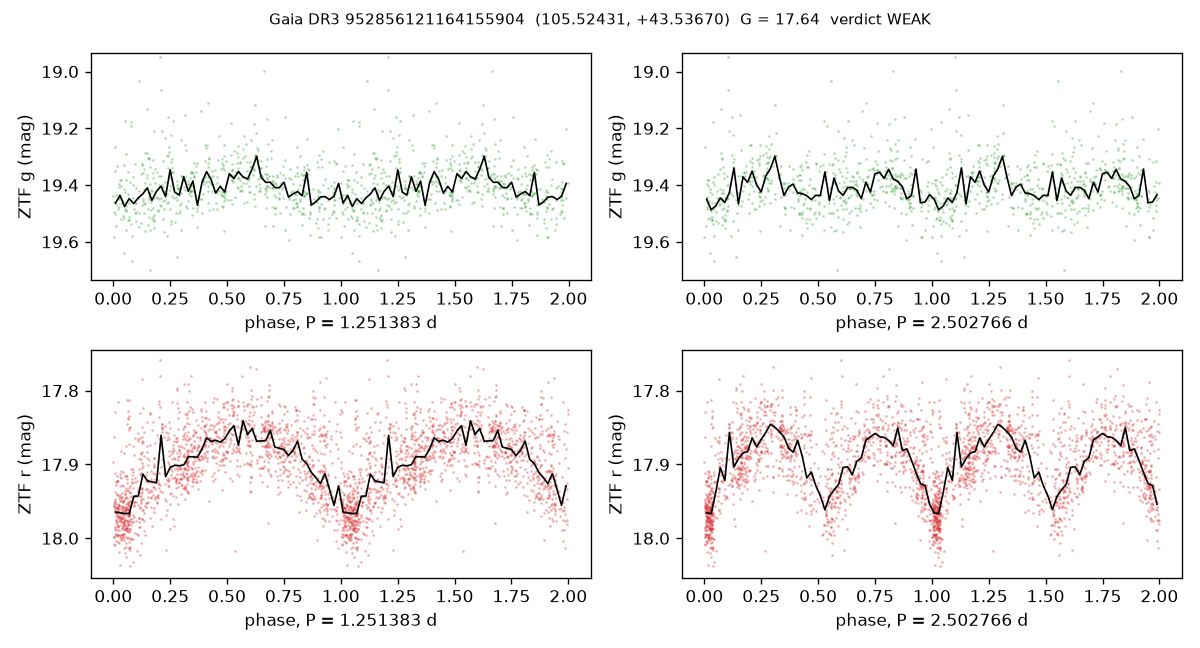 Gaia DR3 952856121164155904 (105.52431, +43.53670) G = 17.64 verdict WEAK
ZTF g (mag)
19.0
19.2
19.4
19.6
0.00 0.25 0.50 0.75 1.00 1.25 1.50 1.75 2.00
phase, P = 1.251383 d
ZTF g (mag)
19.0
19.2
19.4
19.6
0.00 0.25 0.50 0.75 1.00 1.25 1.50 1.75 2.00
phase, P = 2.502766 d
ZTF r (mag)
17.8
17.9
18.0
0.00 0.25 0.50 0.75 1.00 1.25 1.50 1.75 2.00
phase, P = 1.251383 d
ZTF r (mag)
17.8
17.9
18.0
0.00 0.25 0.50 0.75 1.00 1.25 1.50 1.75 2.00
phase, P = 2.502766 d